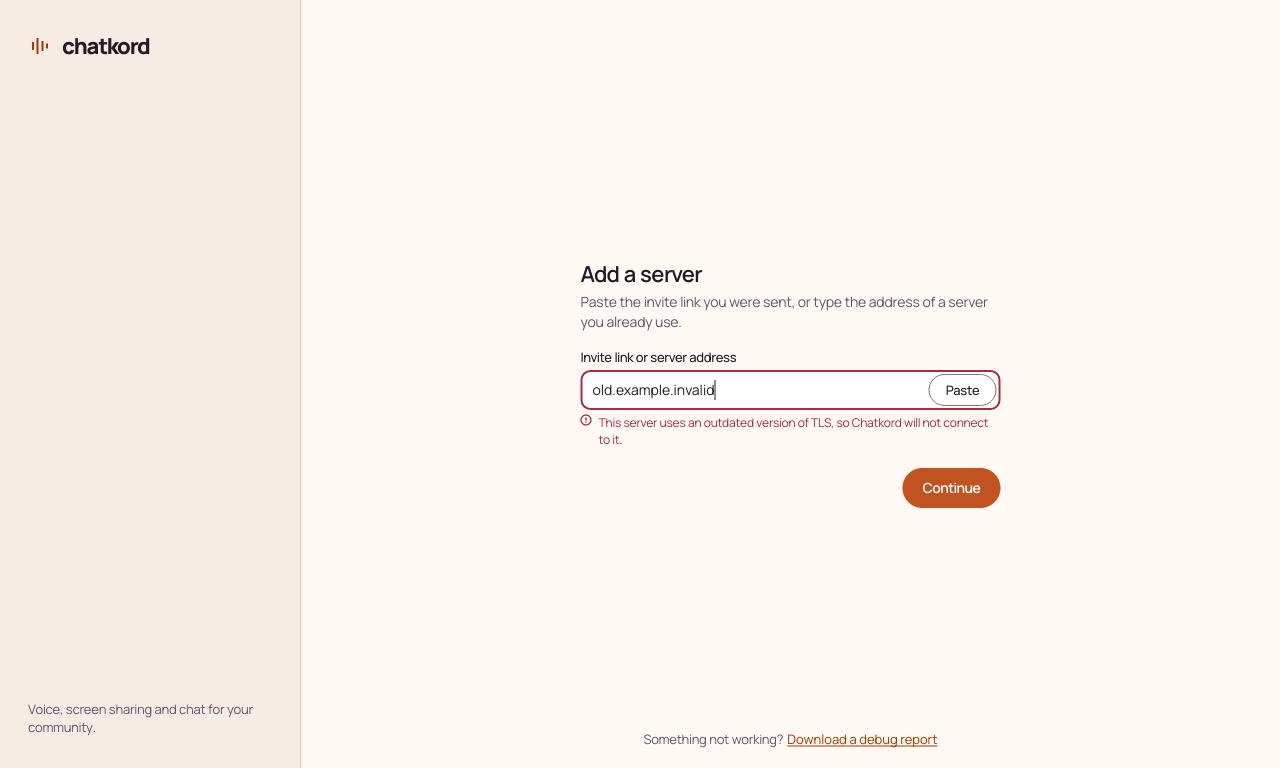 chatkord
Add a server
Paste the invite link you were sent, or type the address of a server
you already use.
Invite link or server address
old.example.invalid
Paste
This server uses an outdated version of TLS, so Chatkord will not connect
to it.
Continue
Voice, screen sharing and chat for your
community.
Something not working? Download a debug report